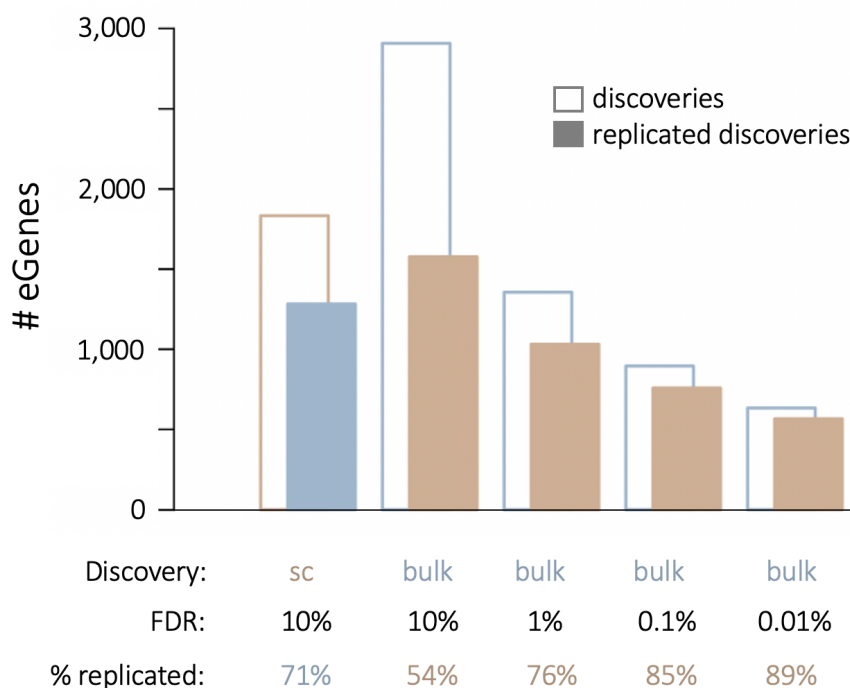 3,000
discoveries
replicated discoveries
2,000
# eGenes
1,000
0
Discovery: sc bulk bulk bulk bulk
FDR: 10% 10% 1% 0.1% 0.01%
% replicated: 71% 54% 76% 85% 89%